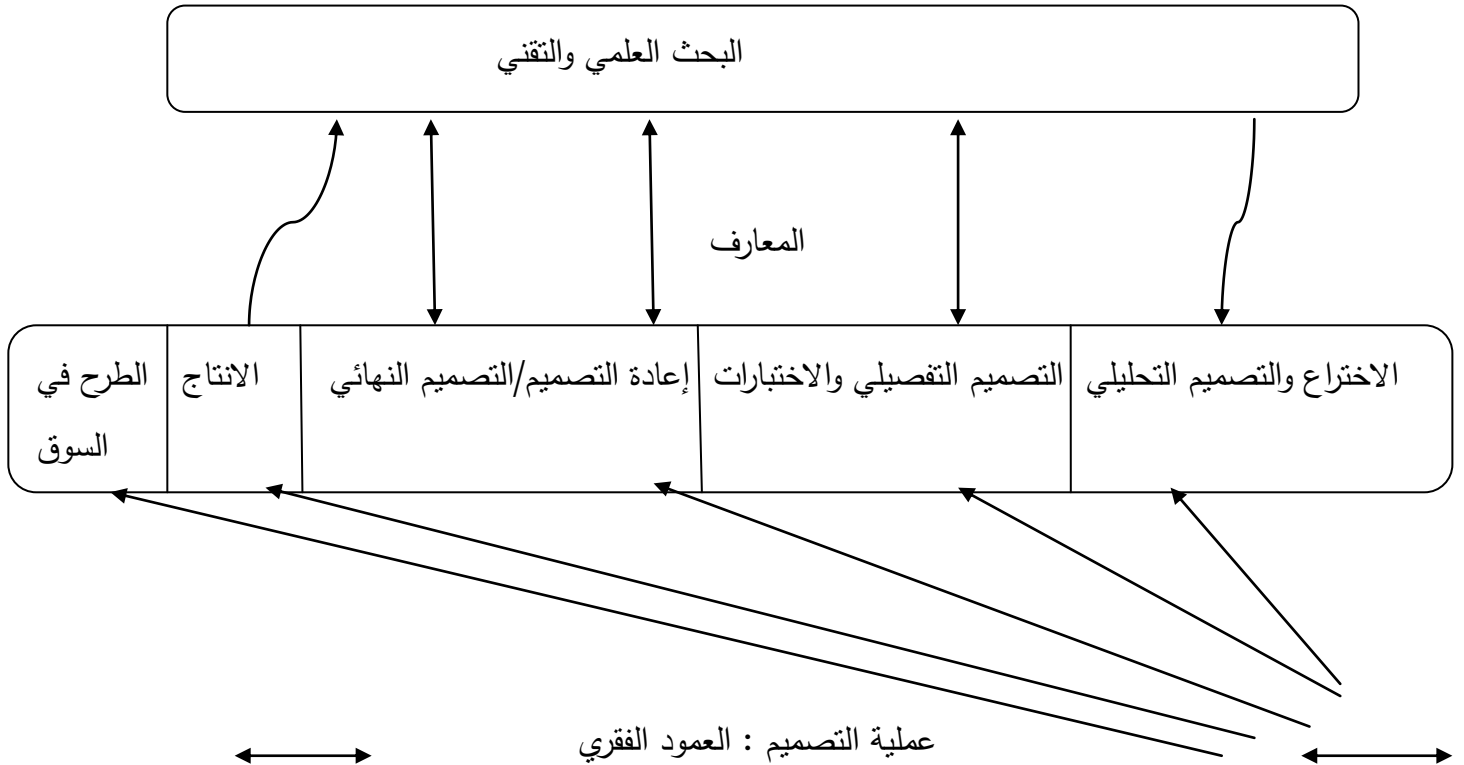 البحث العلمي والتقني
المعارف
الاختراع والتصميم التحليلي
التصميم التفصيلي والاختبارات
إعادة التصميم/التصميم النهائي
الانتاج
الطرح في
السوق
عملية التصميم : العمود الفقري